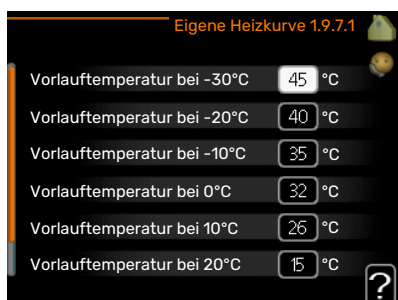 Eigene Heizkurve 1.9.7.1
Vorlauftemperatur bei -30°C 45 °C
Vorlauftemperatur bei -20°C 40 °C
Vorlauftemperatur bei -10°C 35 °C
Vorlauftemperatur bei 0°C 32 °C
Vorlauftemperatur bei 10°C 26 °C
Vorlauftemperatur bei 20°C 15 °C
?